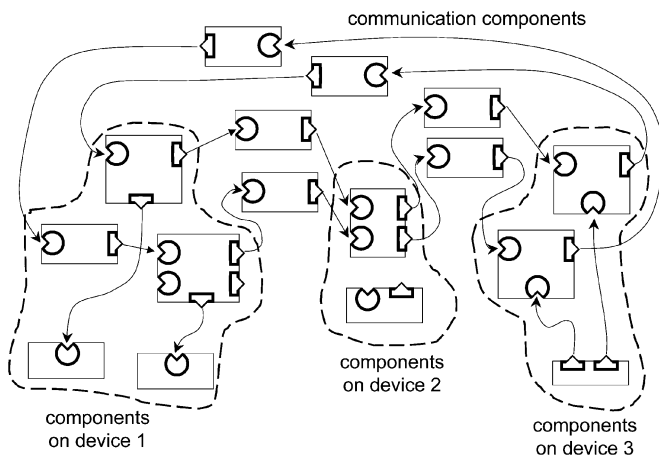 communication components
components
on device 2
components
on device 1
components
on device 3